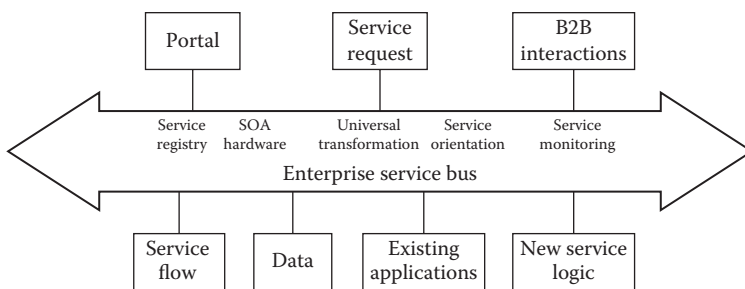 Portal
Service
request
B2B
interactions
Service
registry
SOA
hardware
Universal
transformation
Service
orientation
Service
monitoring
Enterprise service bus
Service
flow
Data
Existing
applications
New service
logic